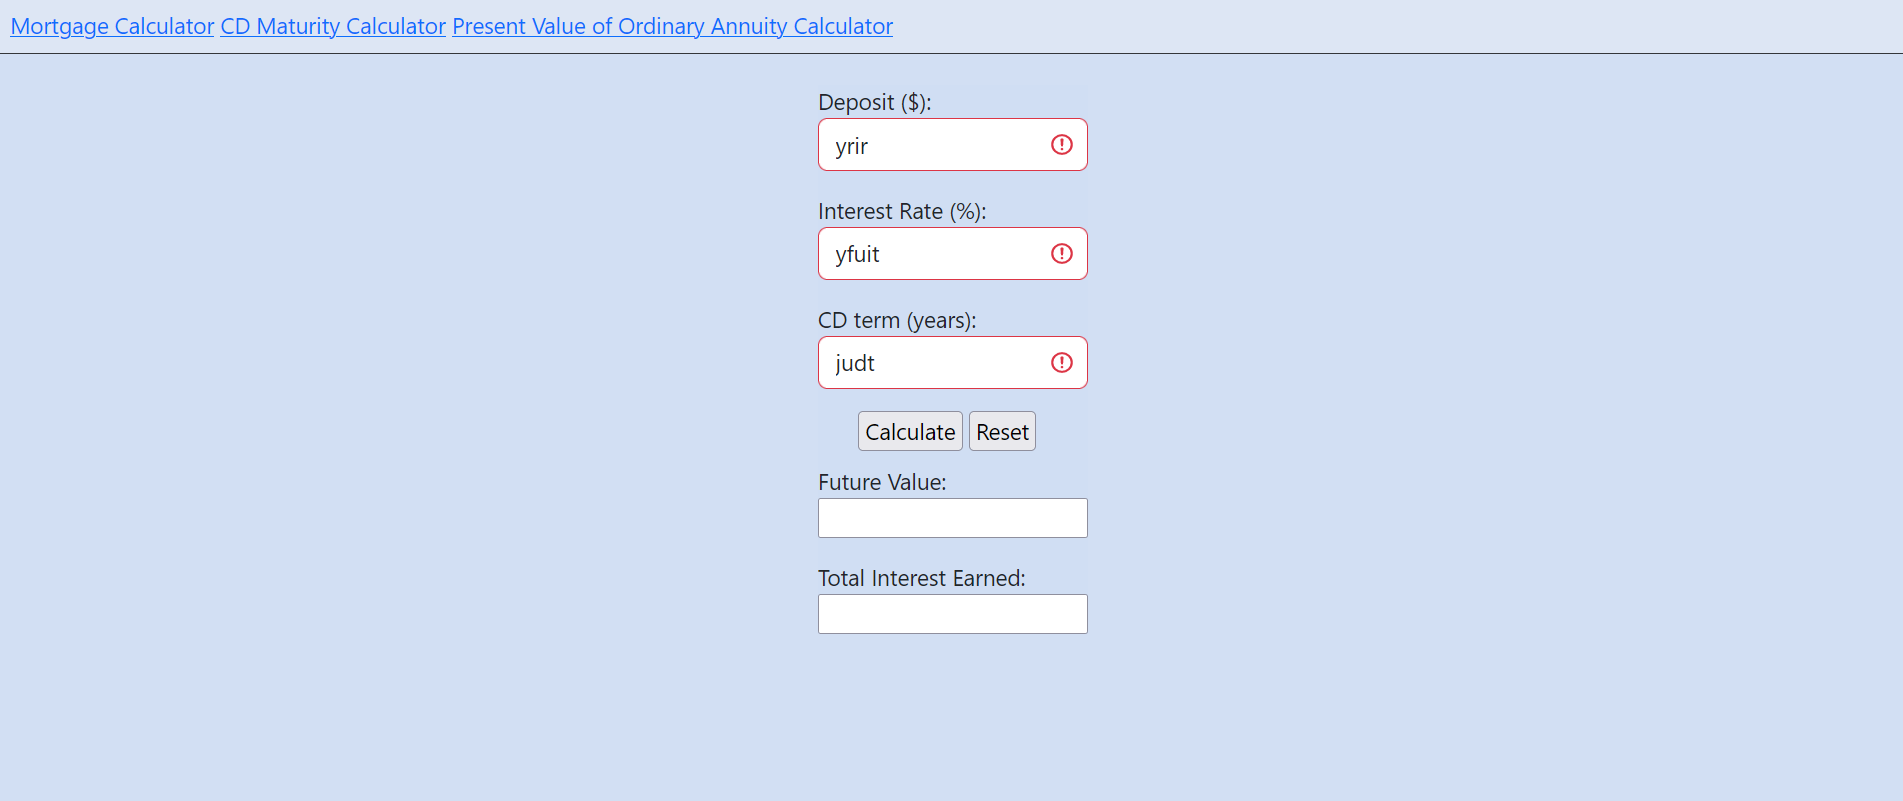 Mortgage Calculator CD Maturity Calculator Present Value of Ordinary Annuity Calculator
Deposit ($):
yrir
Interest Rate (%):
yfuit
CD term (years):
judt
Calculate Reset
Future Value:
Total Interest Earned: